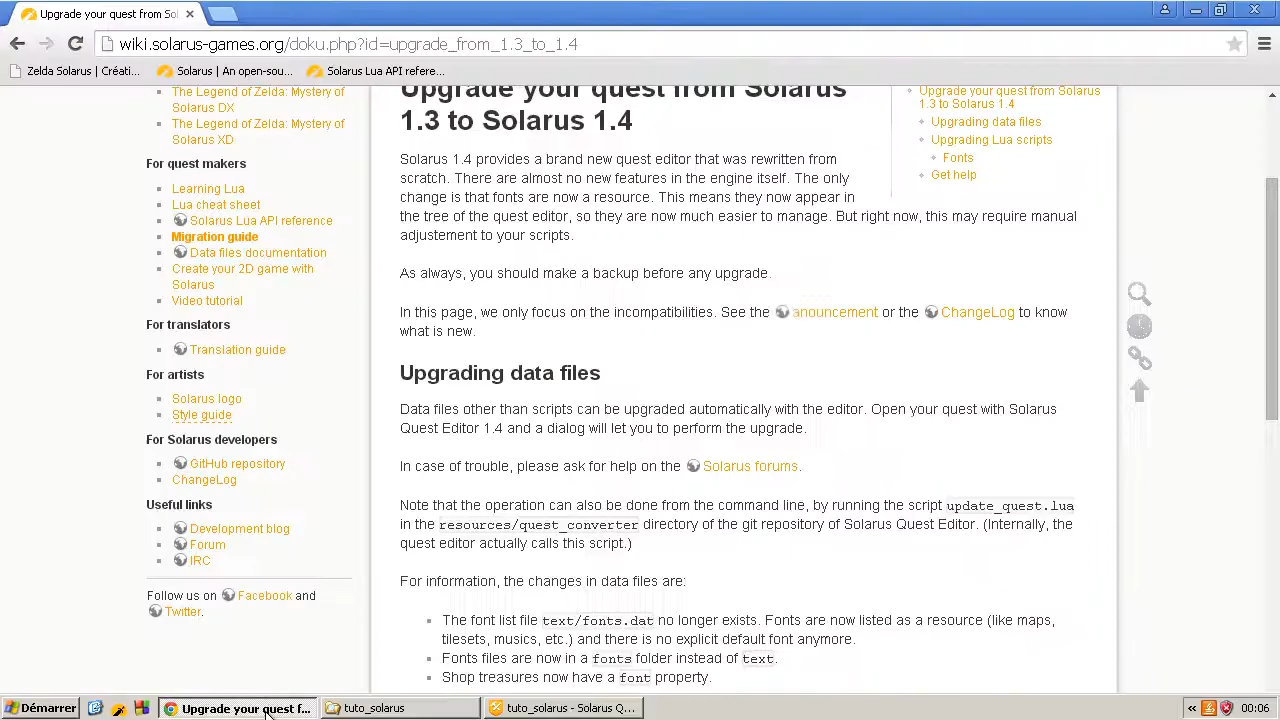 Upgrade your quest from Sol
wiki.solarus-games.org/doku.php?id=upgrade_from_1.3_to_1.4
Zelda Solarus | Créati...
Solarus | An open-sou...
Solarus Lua API refere...
The Legend of Zelda: Mystery of
Solarus DX
The Legend of Zelda: Mystery of
Solarus XD
For quest makers
Learning Lua
Lua cheat sheet
Solarus Lua API reference
Migration guide
Data files documentation
Create your 2D game with
Solarus
Video tutorial
For translators
Translation guide
For artists
Solarus logo
Style guide
For Solarus developers
GitHub repository
ChangeLog
Useful links
Development blog
Forum
IRC
Follow us on Facebook and
Twitter.
Upgrade your quest from Solarus
1.3 to Solarus 1.4
Solarus 1.4 provides a brand new quest editor that was rewritten from
scratch. There are almost no new features in the engine itself. The only
change is that fonts are now a resource. This means they now appear in
the tree of the quest editor, so they are now much easier to manage. But right now, this may require manual
adjustement to your scripts.
As always, you should make a backup before any upgrade.
In this page, we only focus on the incompatibilities. See the anouncement or the ChangeLog to know
what is new.
Upgrading data files
Data files other than scripts can be upgraded automatically with the editor. Open your quest with Solarus
Quest Editor 1.4 and a dialog will let you to perform the upgrade.
In case of trouble, please ask for help on the Solarus forums.
Note that the operation can also be done from the command line, by running the script update_quest.lua
in the resources/quest_converter directory of the git repository of Solarus Quest Editor. (Internally, the
quest editor actually calls this script.)
For information, the changes in data files are:
The font list file text/fonts.dat no longer exists. Fonts are now listed as a resource (like maps,
tilesets, musics, etc.) and there is no explicit default font anymore.
Fonts files are now in a fonts folder instead of text.
Shop treasures now have a font property.
Upgrade your quest from Solarus
1.3 to Solarus 1.4
Upgrading data files
Upgrading Lua scripts
Fonts
Get help
Démarrer
Upgrade your quest f...
tuto_solarus
tuto_solarus - Solarus Q...
00:06